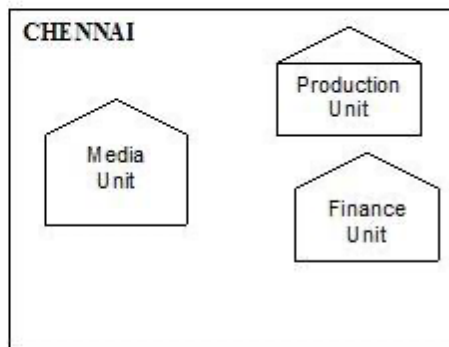 CHENNAI
Production
Unit
Media
Unit
Finance
Unit